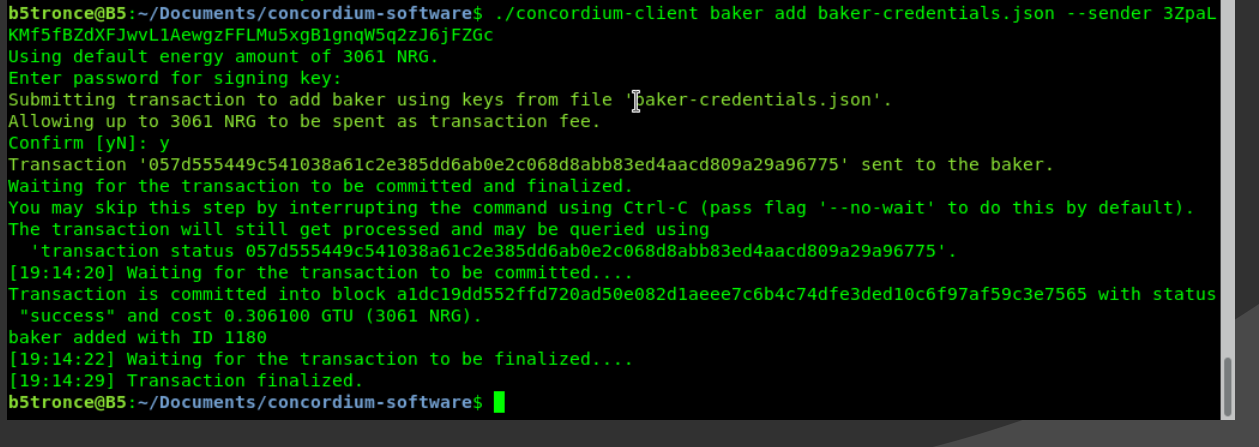 b5tronce@B5:~/Documents/concordium-software$ ./concordium-client baker add baker-credentials.json --sender 3ZpaL
KMf5fBZdXFJwvL1AewgzFFLMu5xgB1gnqW5q2zJ6jFZGc
Using default energy amount of 3061 NRG.
Enter password for signing key:
Submitting transaction to add baker using keys from file 'baker-credentials.json'.
Allowing up to 3061 NRG to be spent as transaction fee.
Confirm [yN]: y
Transaction '057d555449c541038a61c2e385dd6ab0e2c068d8abb83ed4aacd809a29a96775' sent to the baker.
Waiting for the transaction to be committed and finalized.
You may skip this step by interrupting the command using Ctrl-C (pass flag '--no-wait' to do this by default).
The transaction will still get processed and may be queried using
  'transaction status 057d555449c541038a61c2e385dd6ab0e2c068d8abb83ed4aacd809a29a96775'.
[19:14:20] Waiting for the transaction to be committed....
Transaction is committed into block a1dc19dd552ffd720ad50e082d1aeee7c6b4c74dfe3ded10c6f97af59c3e7565 with status
 "success" and cost 0.306100 GTU (3061 NRG).
baker added with ID 1180
[19:14:22] Waiting for the transaction to be finalized....
[19:14:29] Transaction finalized.
b5tronce@B5:~/Documents/concordium-software$